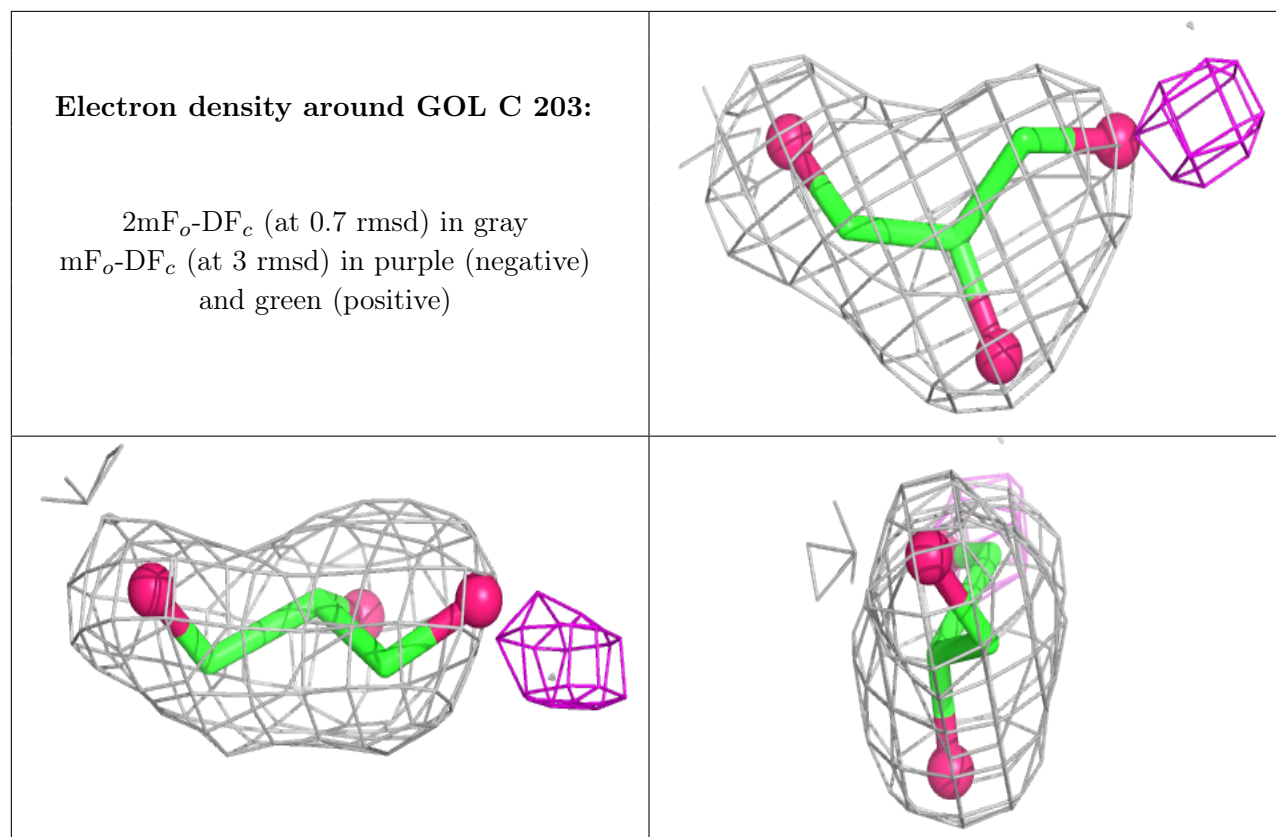 Electron density around GOL C 203:
2mFo-DFc (at 0.7 rmsd) in gray
mFo-DFc (at 3 rmsd) in purple (negative)
and green (positive)